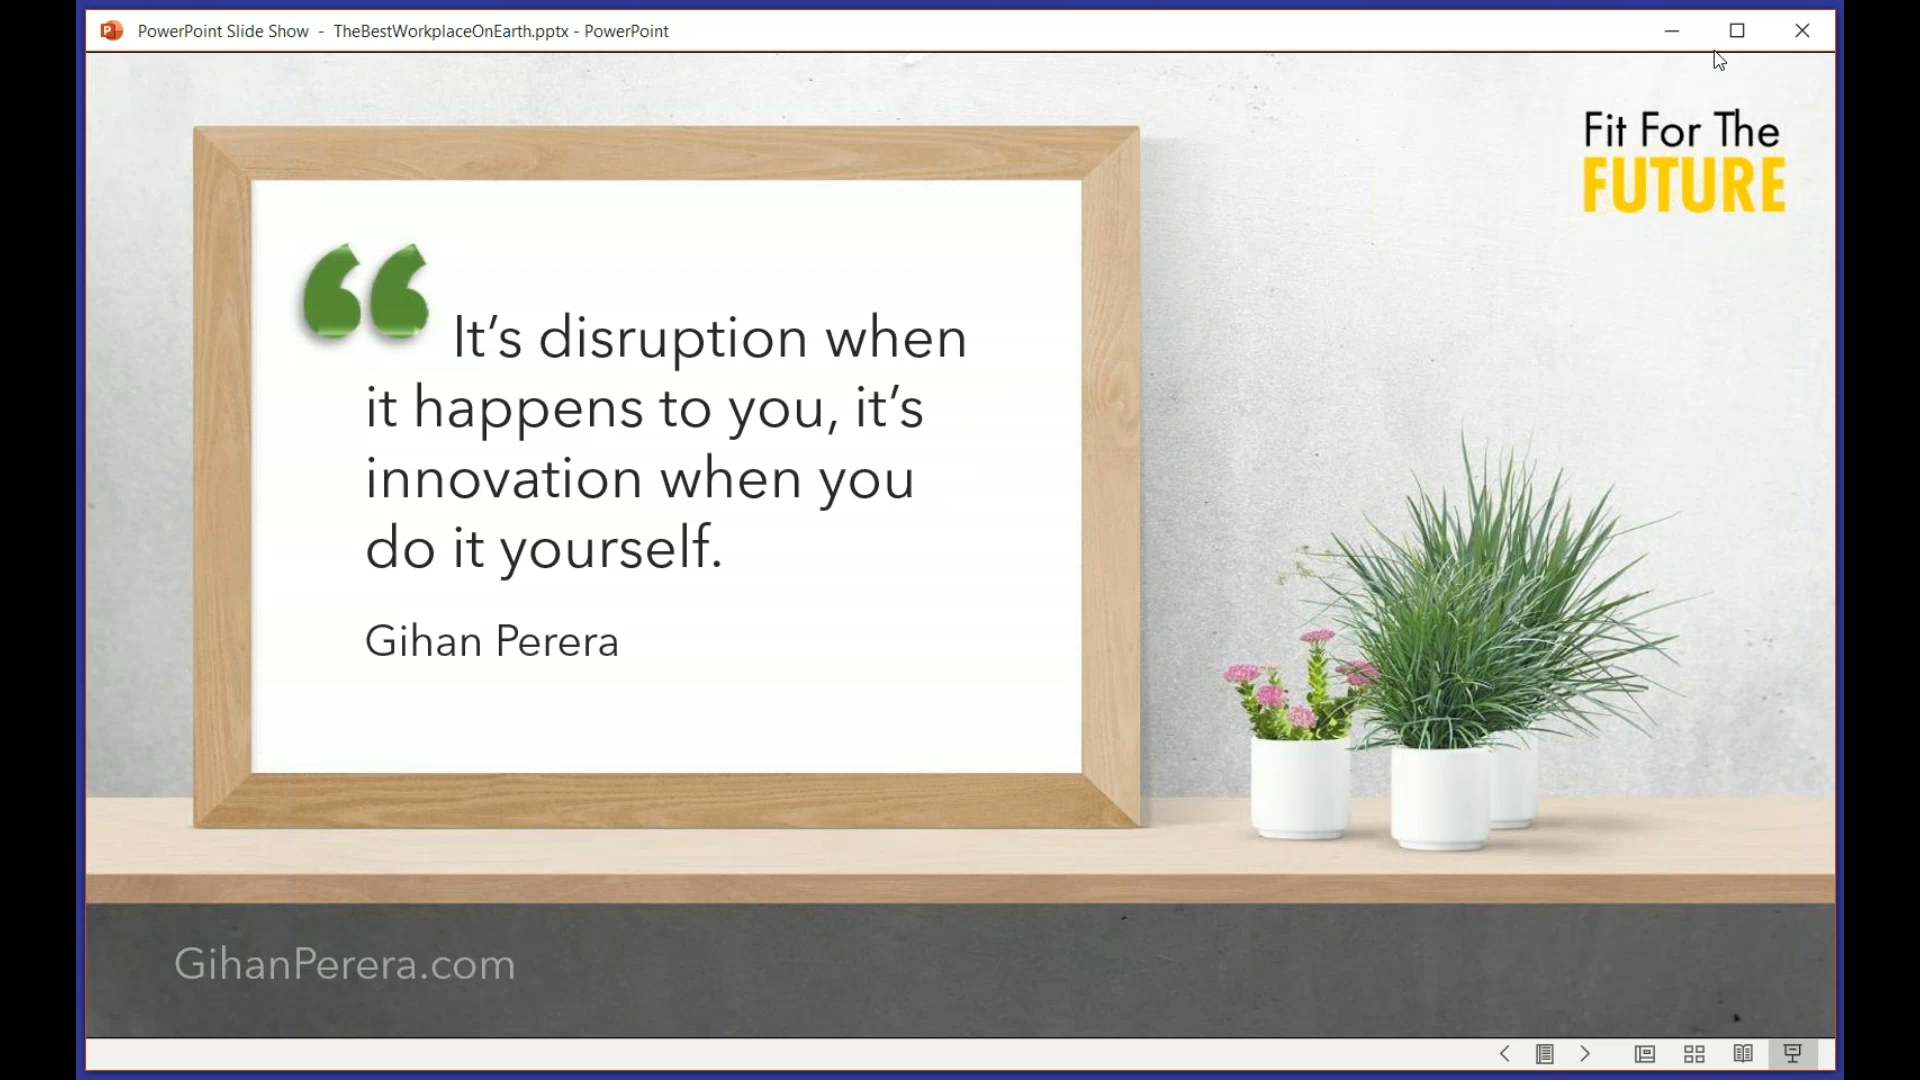 PowerPoint Slide Show - TheBestWorkplaceOnEarth.pptx - PowerPoint
Fit For The
FUTURE
“ It’s disruption when
it happens to you, it’s
innovation when you
do it yourself.
Gihan Perera
GihanPerera.com